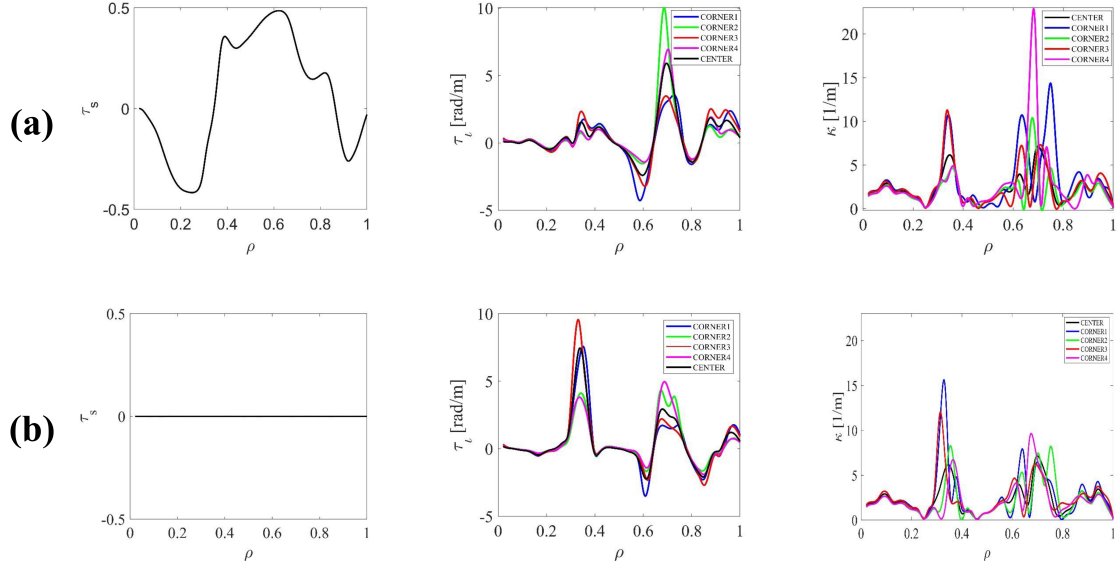 (a)
0.5
0
-0.5
τs
0 0.2 0.4 0.6 0.8 1
ρ
10
5
0
-5
τι [rad/m]
0 0.2 0.4 0.6 0.8 1
ρ
CORNER1
CORNER2
CORNER3
CORNER4
CENTER
20
15
10
5
0
κ [1/m]
0 0.2 0.4 0.6 0.8 1
ρ
CENTER
CORNER1
CORNER2
CORNER3
CORNER4
(b)
0.5
0
-0.5
τs
0 0.2 0.4 0.6 0.8 1
ρ
10
5
0
-5
τι [rad/m]
0 0.2 0.4 0.6 0.8 1
ρ
CORNER1
CORNER2
CORNER3
CORNER4
CENTER
20
15
10
5
0
κ [1/m]
0 0.2 0.4 0.6 0.8 1
ρ
CENTER
CORNER1
CORNER2
CORNER3
CORNER4